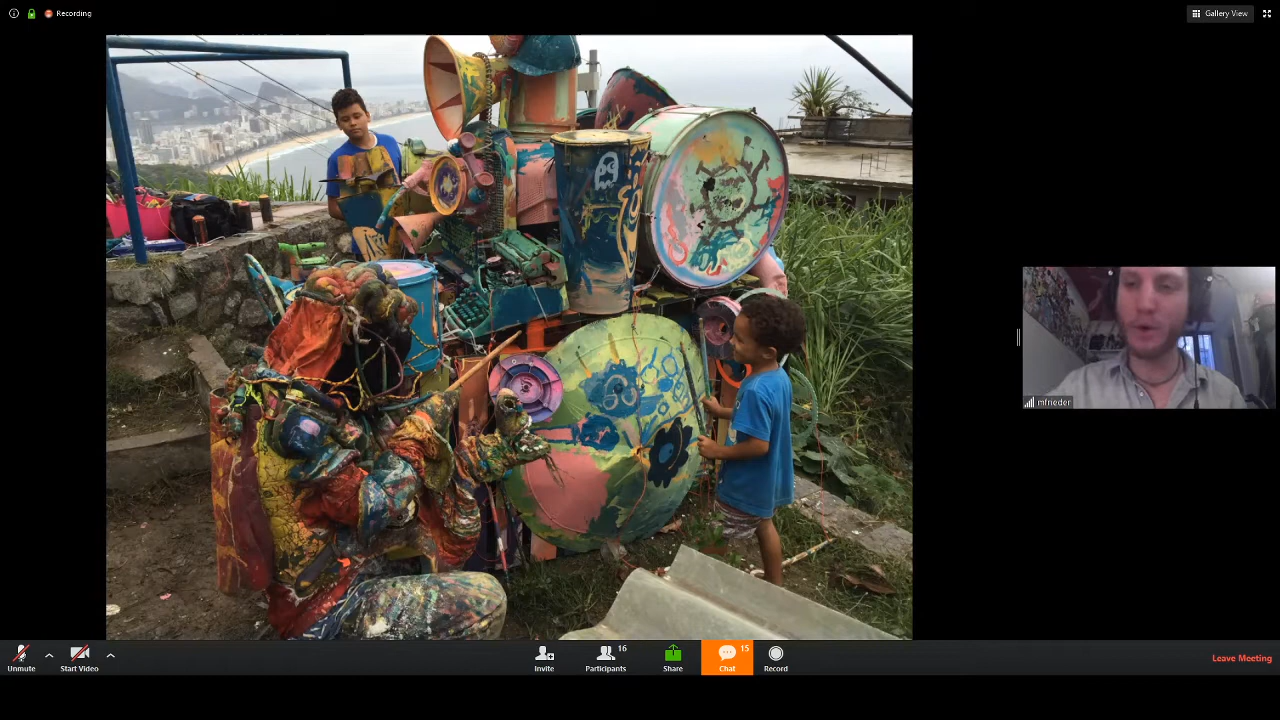 Recording
Gallery View
mfrieder
16
15
Unmute
Start Video
Invite
Participants
Share
Chat
Record
Leave Meeting